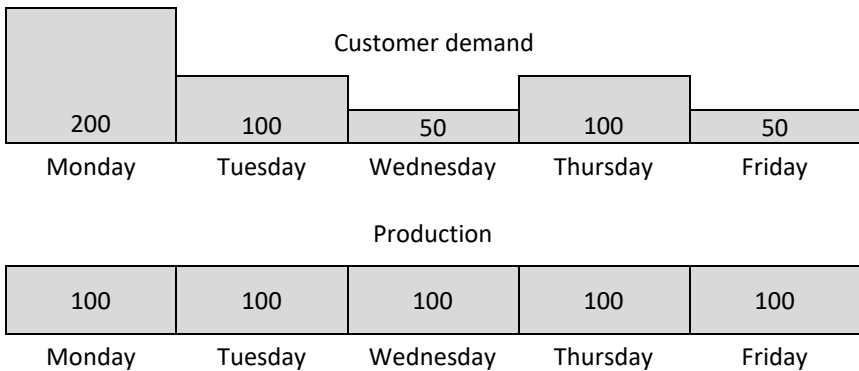 Customer demand
200 100 50 100 50
Monday Tuesday Wednesday Thursday Friday
Production
100 100 100 100 100
Monday Tuesday Wednesday Thursday Friday